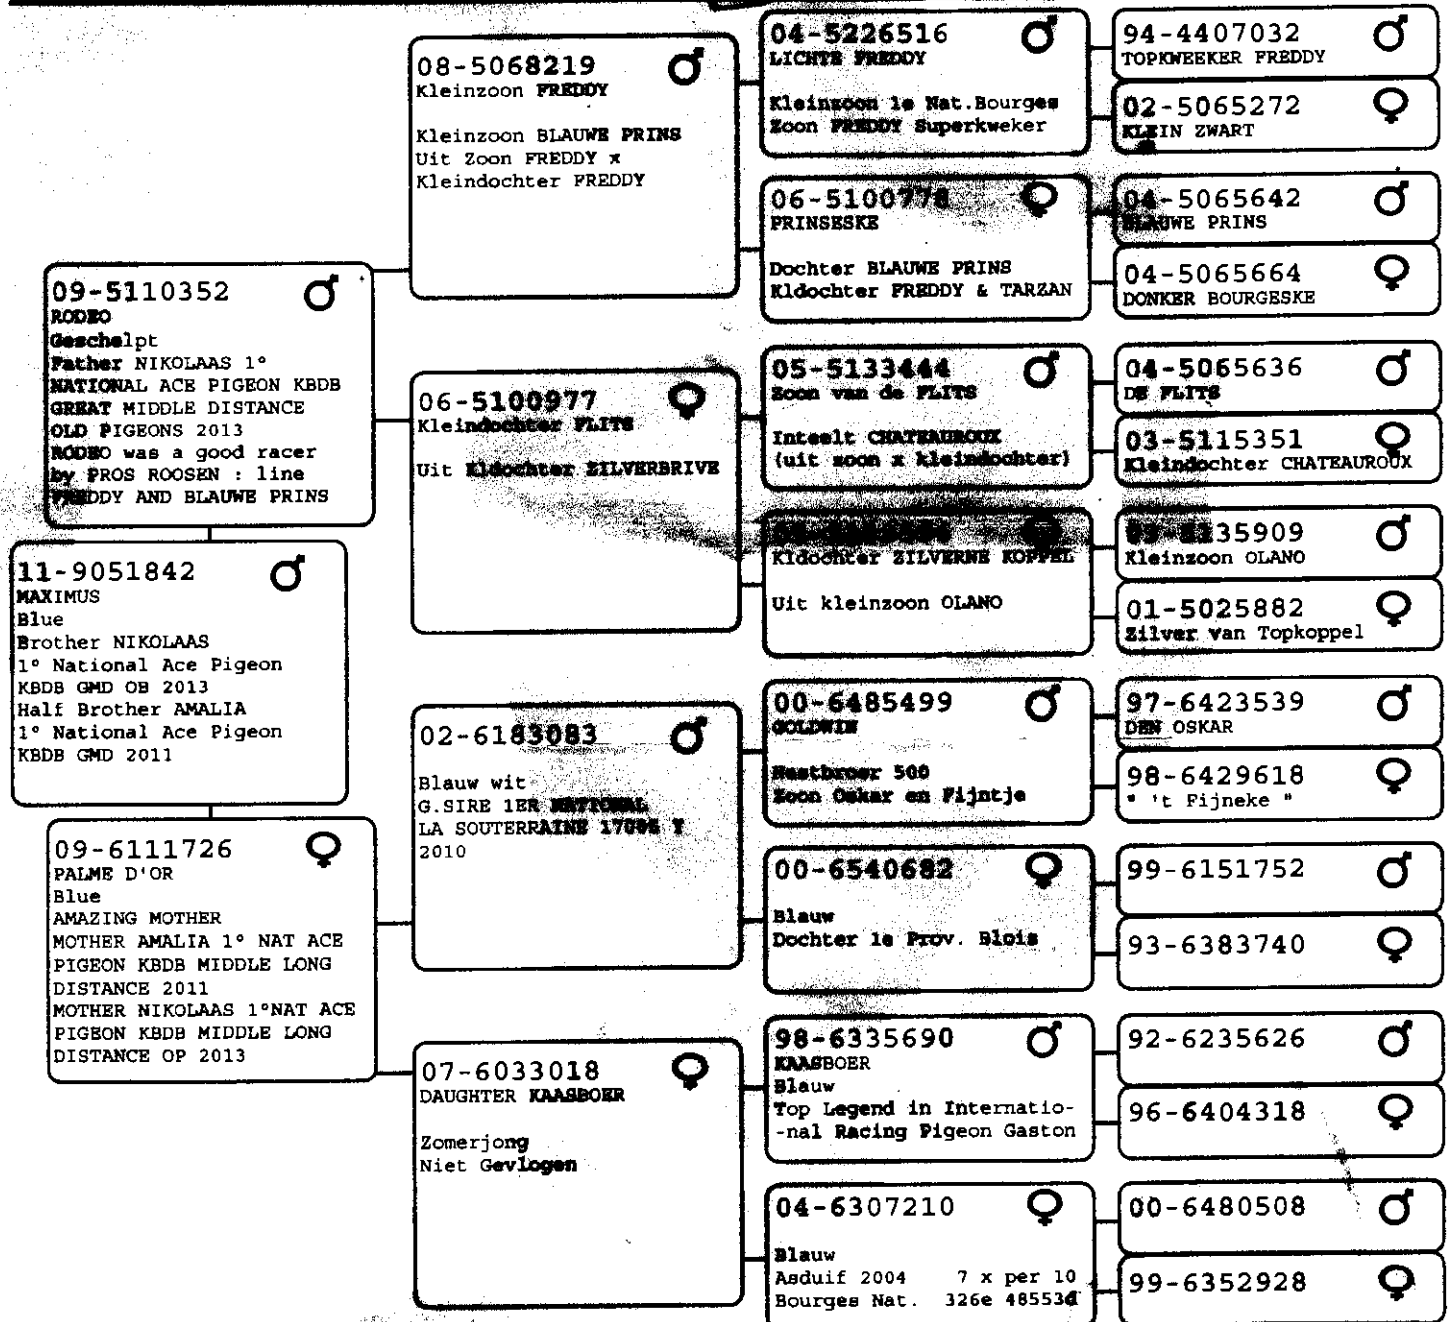 11-9051842
MAXIMUS
Blue
Brother NIKOLAAS
1° National Ace Pigeon
KBDB GMD OB 2013
Half Brother AMALIA
1° National Ace Pigeon
KBDB GMD 2011
09-5110352
RODEO
Geschelpt
Father NIKOLAAS 1°
NATIONAL ACE PIGEON KBDB
GREAT MIDDLE DISTANCE
OLD PIGEONS 2013
RODEO was a good racer
by PROS ROOSEN : line
FREDDY AND BLAUWE PRINS
09-6111726
PALME D'OR
Blue
AMAZING MOTHER
MOTHER AMALIA 1° NAT ACE
PIGEON KBDB MIDDLE LONG
DISTANCE 2011
MOTHER NIKOLAAS 1°NAT ACE
PIGEON KBDB MIDDLE LONG
DISTANCE OP 2013
08-5068219
Kleinzoon FREDDY
Kleinzoon BLAUWE PRINS
Uit Zoon FREDDY x
Kleindochter FREDDY
06-5100977
Kleindochter FLITS
Uit Kldochter ZILVERBRIVE
02-6183083
Blauw wit
G.SIRE 1ER NATIONAL
LA SOUTERRAINE
2010
07-6033018
DAUGHTER KAASBOER
Zomerjong
Niet Gevlogen
04-5226516
LICHTE FREDDY
Kleinzoon 1e Nat.Bourges
Zoon FREDDY Superkweker
06-5100778
PRINSESKE
Dochter BLAUWE PRINS
Kldochter FREDDY & TARZAN
05-5133444
Zoon van de FLITS
Inteelt CHATEAUROUX
(uit zoon x kleindochter)
Kldochter ZILVERNE KOPPEL
Uit kleinzoon OLANO
00-6485499
GOLDWIN
Nestbroer 500
Zoon Oskar en Fijntje
00-6540682
Blauw
Dochter 1e Prov. Blois
98-6335690
KAASBOER
Blauw
Top Legend in Internatio-
-nal Racing Pigeon Gaston
04-6307210
Blauw
Asduif 2004 7 x per 10
Bourges Nat. 326e 48553d
94-4407032
TOPKWEEKER FREDDY
02-5065272
KLEIN ZWART
04-5065642
BLAUWE PRINS
04-5065664
DONKER BOURGESKE
04-5065636
DE FLITS
03-5115351
Kleindochter CHATEAUROUX
Kleinzoon OLANO
01-5025882
Zilver van Topkoppel
97-6423539
DEN OSKAR
98-6429618
" 't Fijneke "
99-6151752
93-6383740
92-6235626
96-6404318
00-6480508
99-6352928